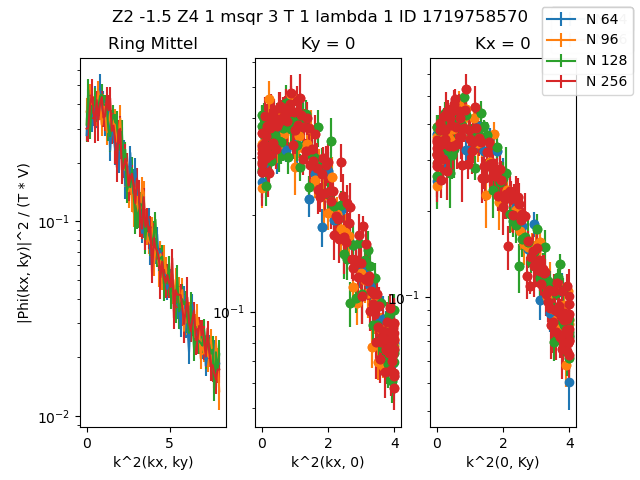 Z2 -1.5 Z4 1 msqr 3 T 1 lambda 1 ID 1719758570
Ring Mittel
Ky = 0
Kx = 0
N 64
N 96
N 128
N 256
|Phi(kx, ky)|^2 / (T * V)
10^-1
10^-2
10^-1
10^-1
0
5
0
2
4
0
2
4
k^2(kx, ky)
k^2(kx, 0)
k^2(0, Ky)